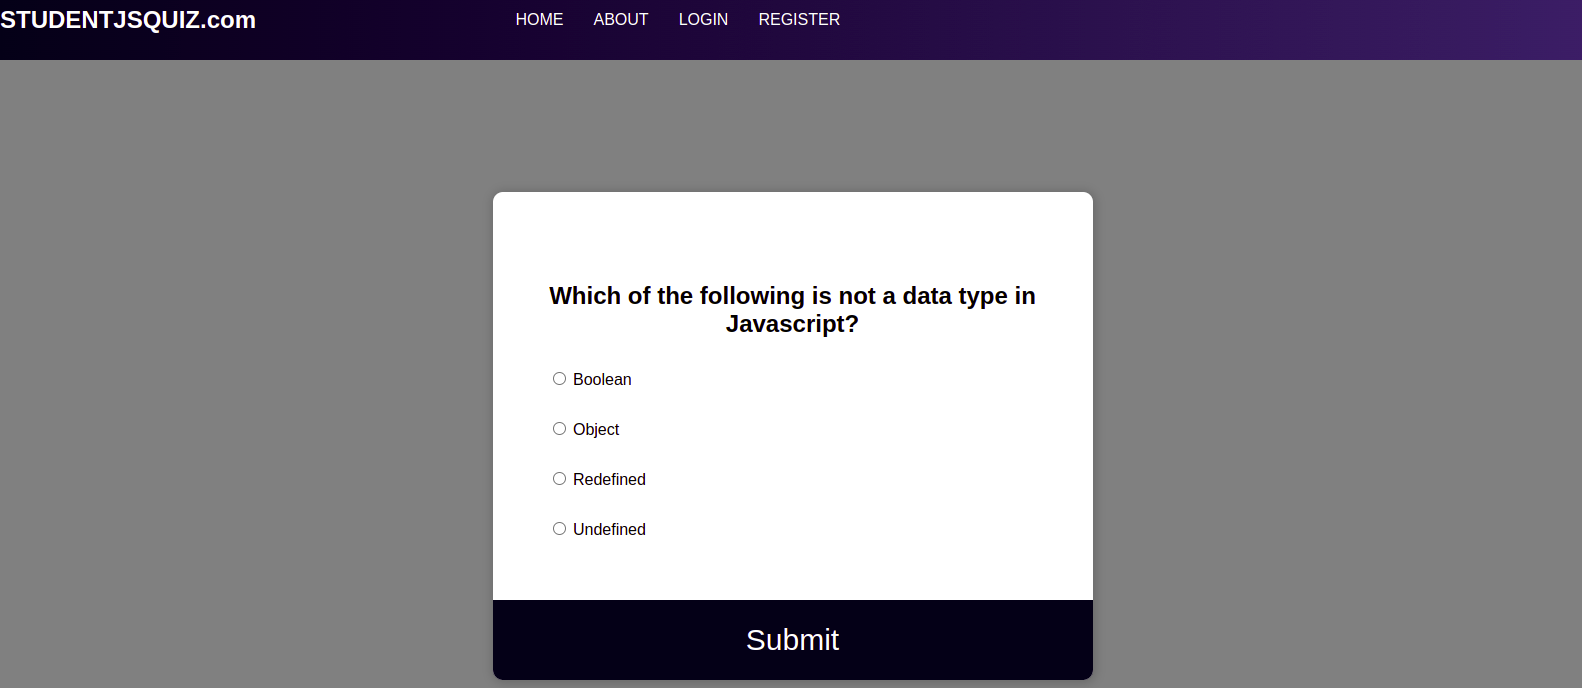 STUDENTJSQUIZ.com
HOME ABOUT LOGIN REGISTER
Which of the following is not a data type in
Javascript?
Boolean
Object
Redefined
Undefined
Submit